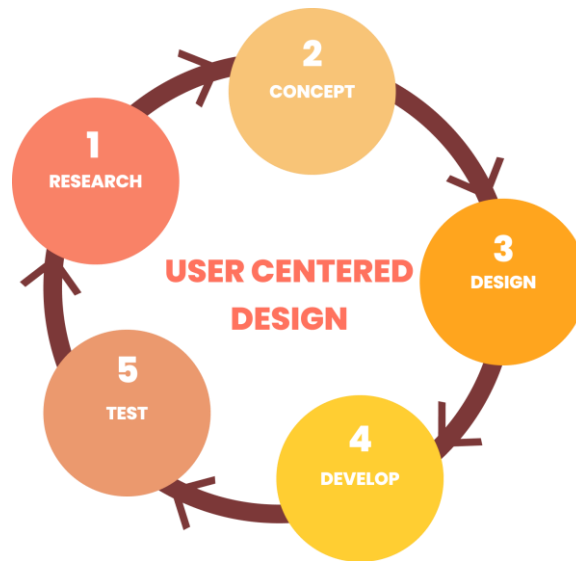 1
RESEARCH
2
CONCEPT
3
DESIGN
4
DEVELOP
5
TEST
USER CENTERED
DESIGN